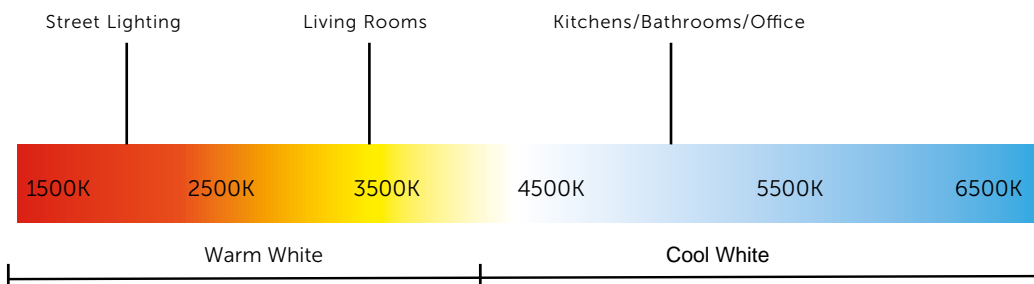 Street Lighting
Living Rooms
Kitchens/Bathrooms/Office
1500K
2500K
3500K
4500K
5500K
6500K
Warm White
Cool White